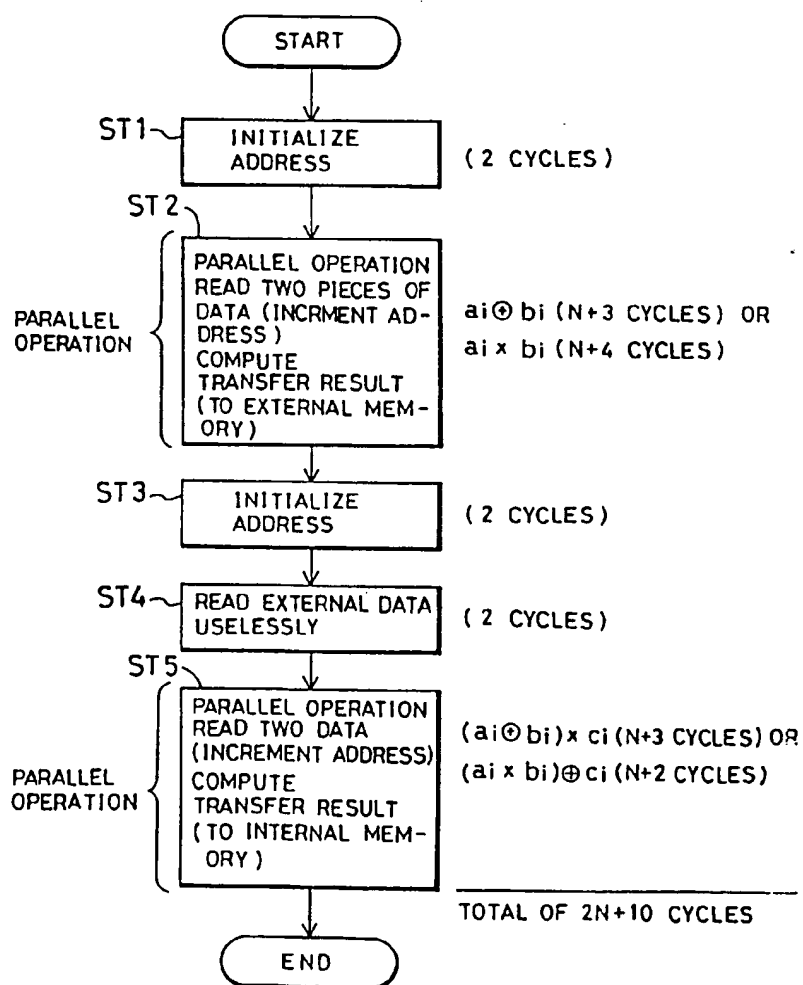 START
ST1
INITIALIZE
ADDRESS
(2 CYCLES)
ST2
PARALLEL
OPERATION
PARALLEL OPERATION
READ TWO PIECES OF
DATA (INCRMENT AD-
DRESS)
COMPUTE
TRANSFER RESULT
(TO EXTERNAL MEM-
ORY)
ai⊕ bi (N+3 CYCLES) OR
ai x bi (N+4 CYCLES)
ST3
INITIALIZE
ADDRESS
(2 CYCLES)
ST4
READ EXTERNAL DATA
USELESSLY
(2 CYCLES)
ST5
PARALLEL
OPERATION
PARALLEL OPERATION
READ TWO DATA
(INCREMENT ADDRESS)
COMPUTE
TRANSFER RESULT
(TO INTERNAL MEM-
ORY)
(ai⊕ bi) x ci (N+3 CYCLES) OR
(ai x bi)⊕ ci (N+2 CYCLES)
TOTAL OF 2N+10 CYCLES
END